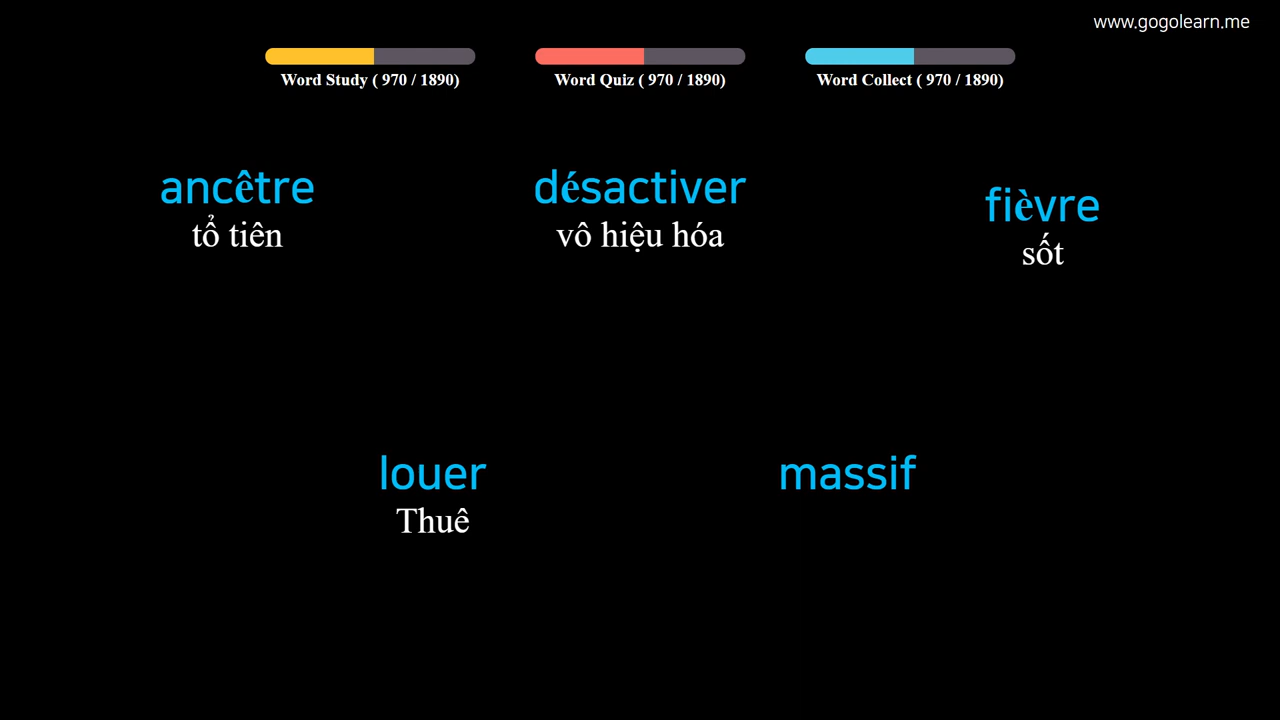 www.gogolearn.me
Word Study ( 970 / 1890)
Word Quiz ( 970 / 1890)
Word Collect ( 970 / 1890)
ancêtre
tổ tiên
désactiver
vô hiệu hóa
fièvre
sốt
louer
Thuê
massif